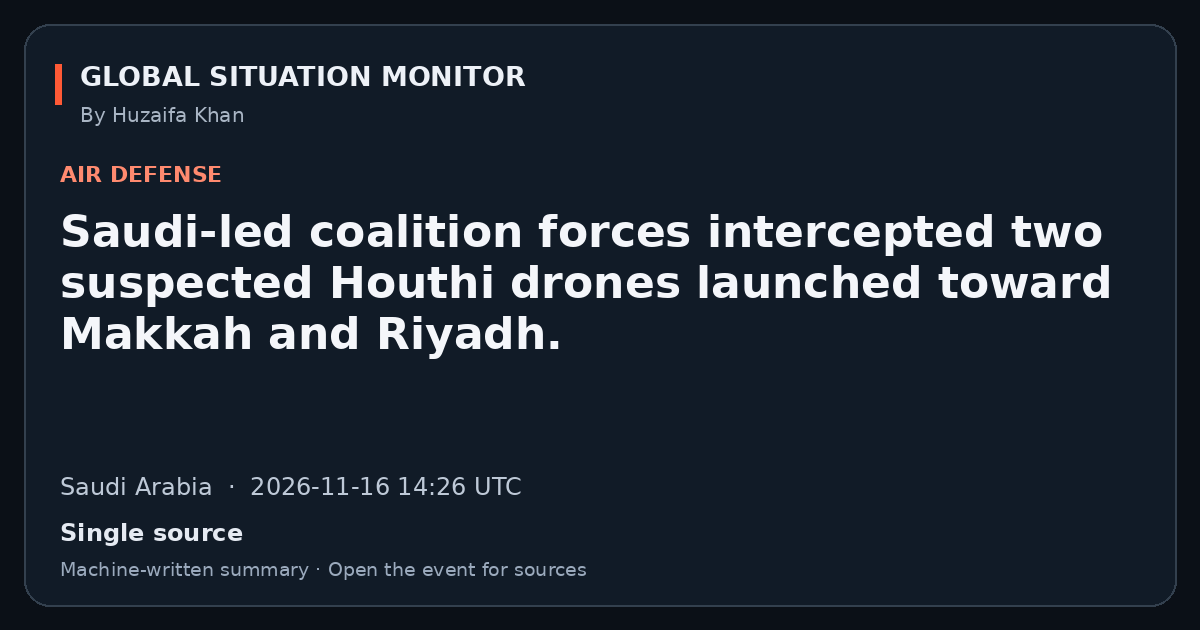 GLOBAL SITUATION MONITOR
By Huzaifa Khan
AIR DEFENSE
Saudi-led coalition forces intercepted two
suspected Houthi drones launched toward
Makkah and Riyadh.
Saudi Arabia · 2026-11-16 14:26 UTC
Single source
Machine-written summary · Open the event for sources